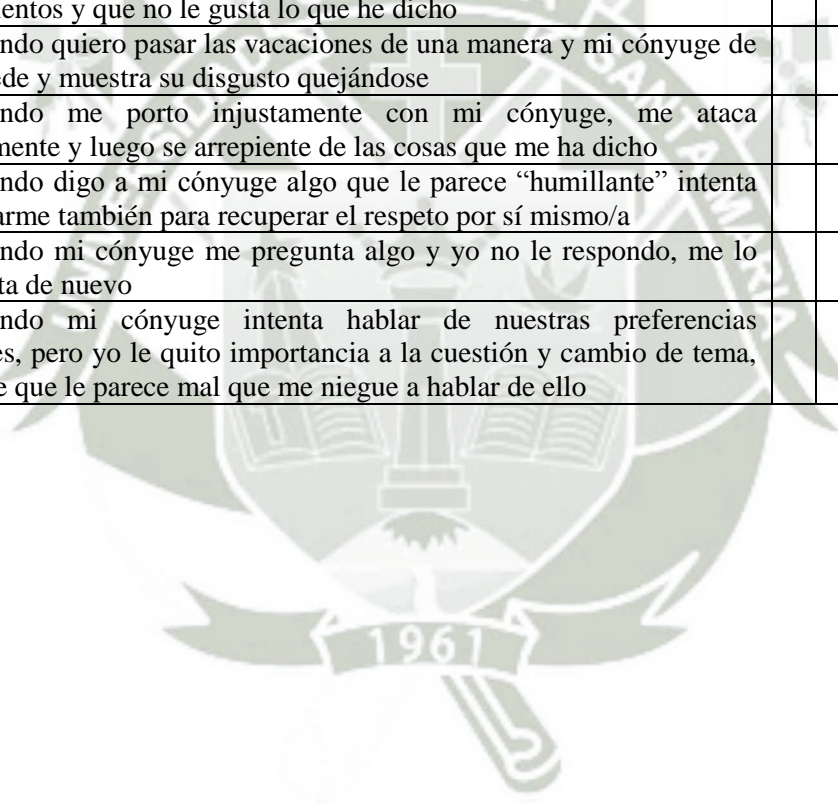 entos y que no le gusta lo que he dicho
ndo quiero pasar las vacaciones de una manera y mi cónyuge de
de y muestra su disgusto quejándose
ndo me porto injustamente con mi cónyuge, me ataca
mente y luego se arrepiente de las cosas que me ha dicho
ndo digo a mi cónyuge algo que le parece “humillante” intenta
arme también para recuperar el respeto por sí mismo/a
ndo mi cónyuge me pregunta algo y yo no le respondo, me lo
ta de nuevo
ndo mi cónyuge intenta hablar de nuestras preferencias
es, pero yo le quito importancia a la cuestión y cambio de tema,
e que le parece mal que me niegue a hablar de ello
SANTA MARIA
1961